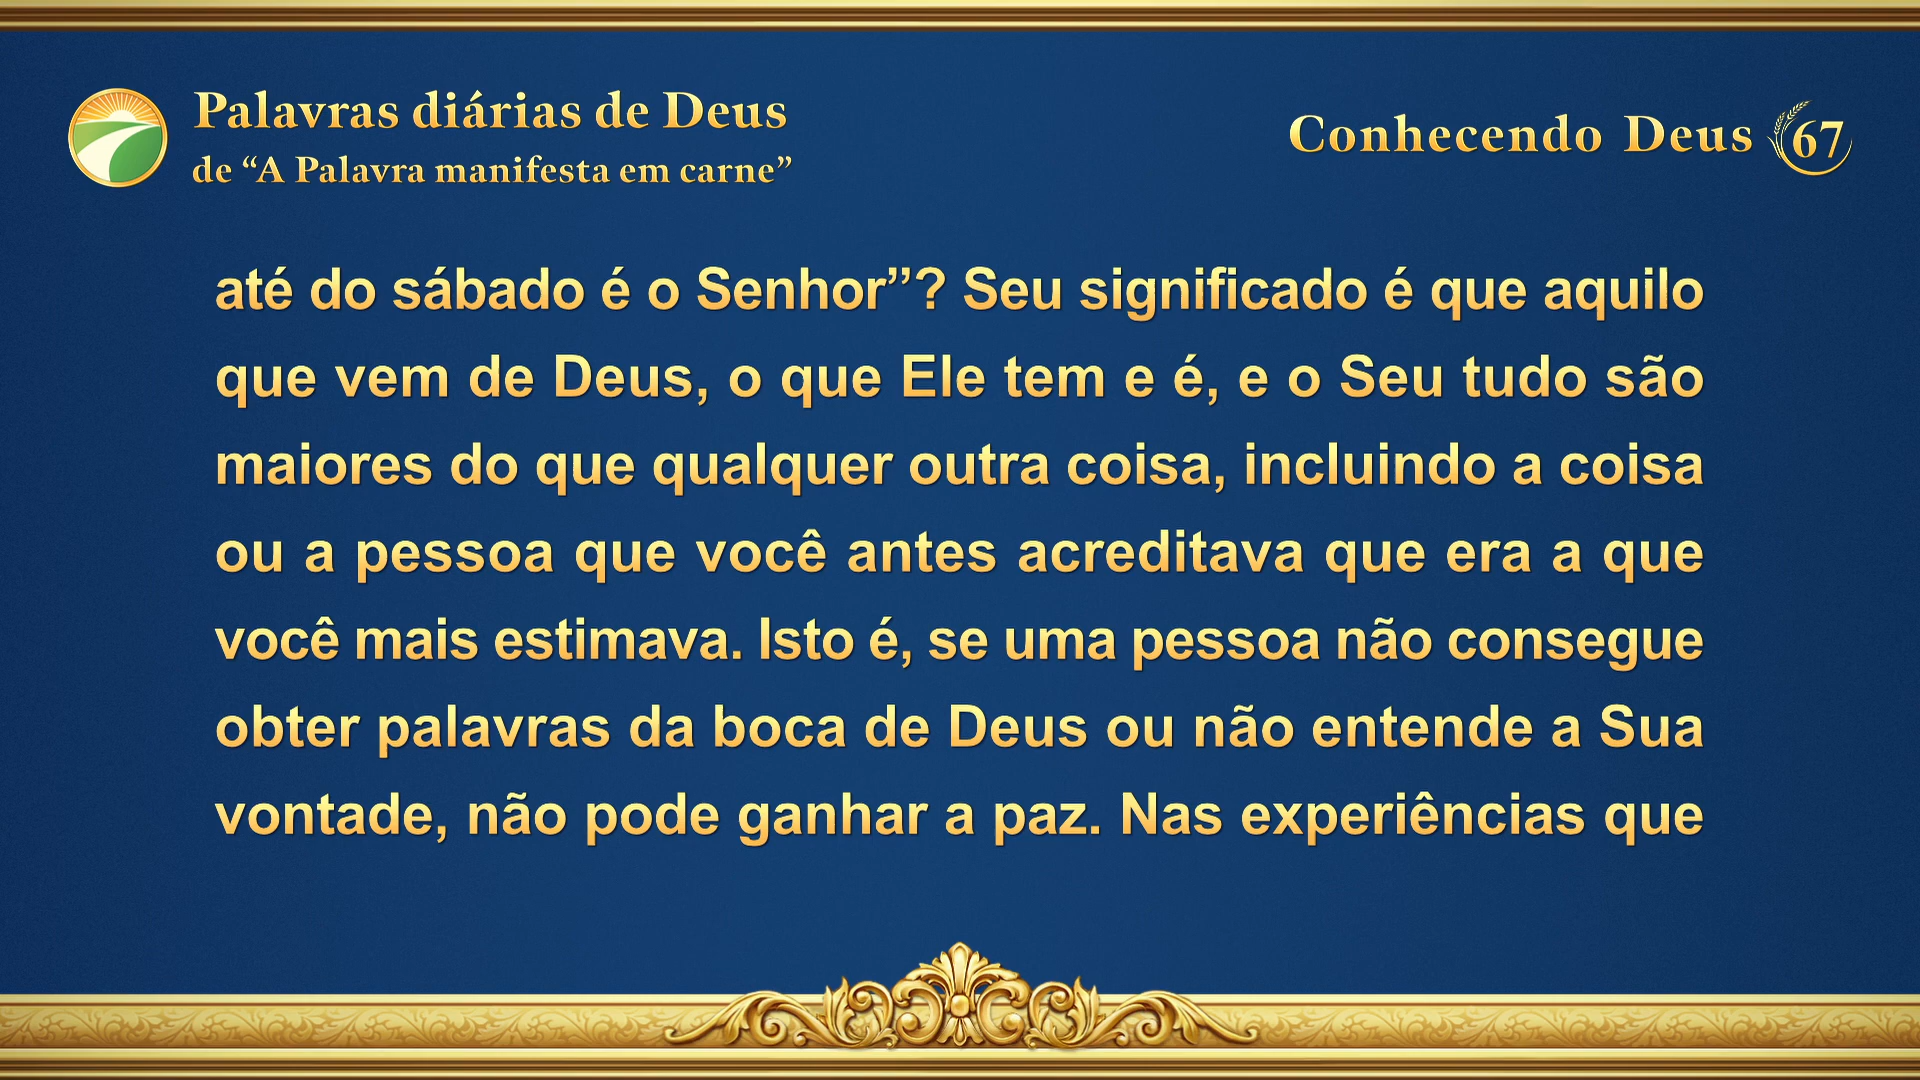 Palavras diárias de Deus
de “A Palavra manifesta em carne”
Conhecendo Deus 67
até do sábado é o Senhor”? Seu significado é que aquilo
que vem de Deus, o que Ele tem e é, e o Seu tudo são
maiores do que qualquer outra coisa, incluindo a coisa
ou a pessoa que você antes acreditava que era a que
você mais estimava. Isto é, se uma pessoa não consegue
obter palavras da boca de Deus ou não entende a Sua
vontade, não pode ganhar a paz. Nas experiências que